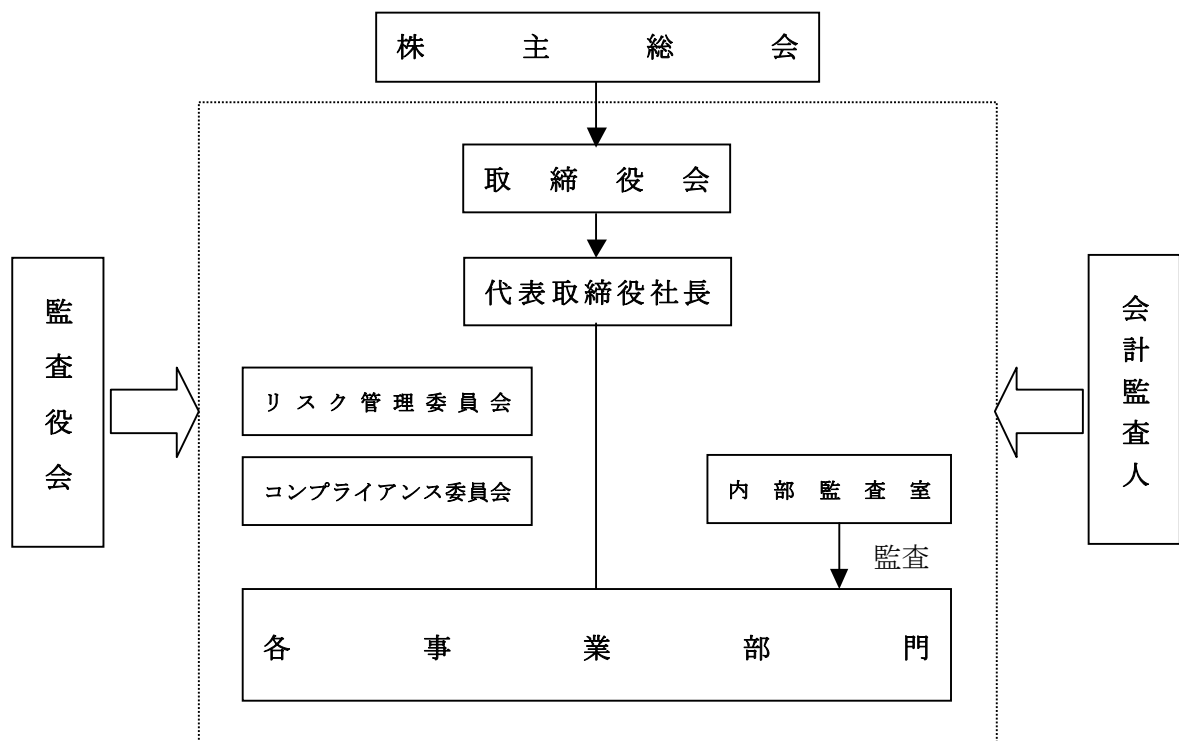 株主総会
取締役会
代表取締役社長
監査役会
会計監査人
リスク管理委員会
コンプライアンス委員会
内部監査室
監査
各事業部門